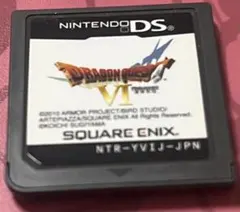 NINTENDO DS
DRAGON QUEST
VI
©2010 ARMOR PROJECT/BIRD STUDIO/
ARTEPIAZZA/SQUARE ENIX All Rights Reserved.
©KOICHI SUGIYAMA
SQUARE ENIX.
NTR-YVIJ-JPN